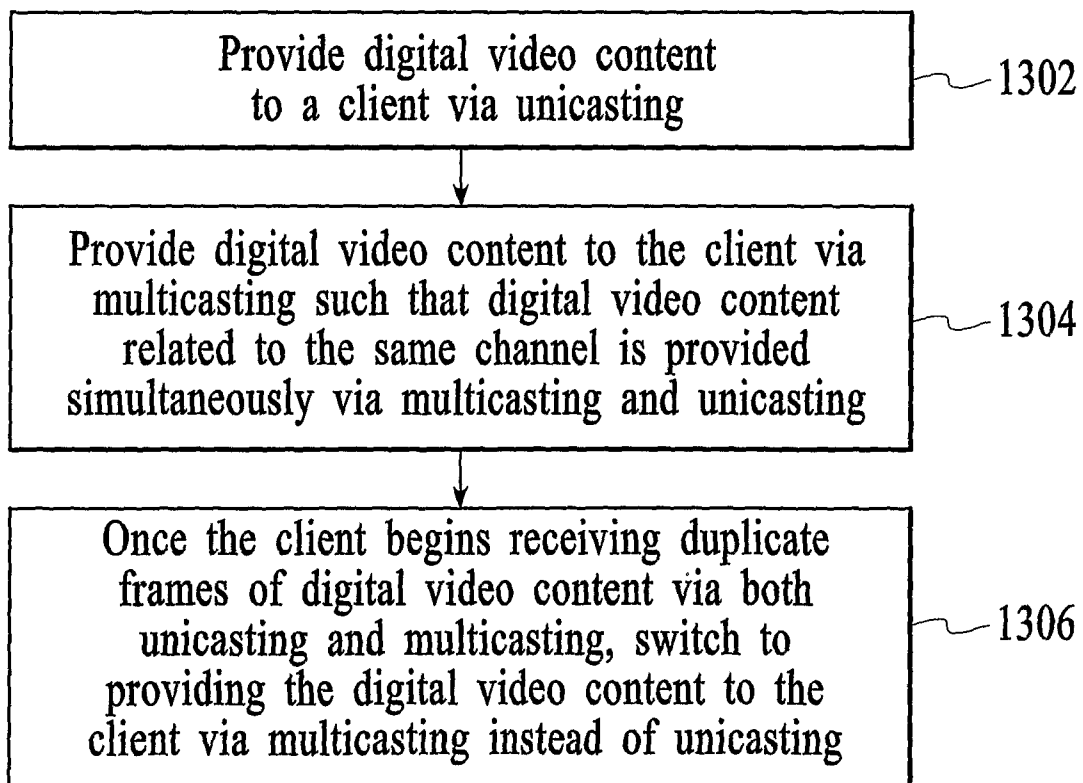 Provide digital video content
to a client via unicasting
1302
Provide digital video content to the client via
multicasting such that digital video content
related to the same channel is provided
simultaneously via multicasting and unicasting
1304
Once the client begins receiving duplicate
frames of digital video content via both
unicasting and multicasting, switch to
providing the digital video content to the
client via multicasting instead of unicasting
1306